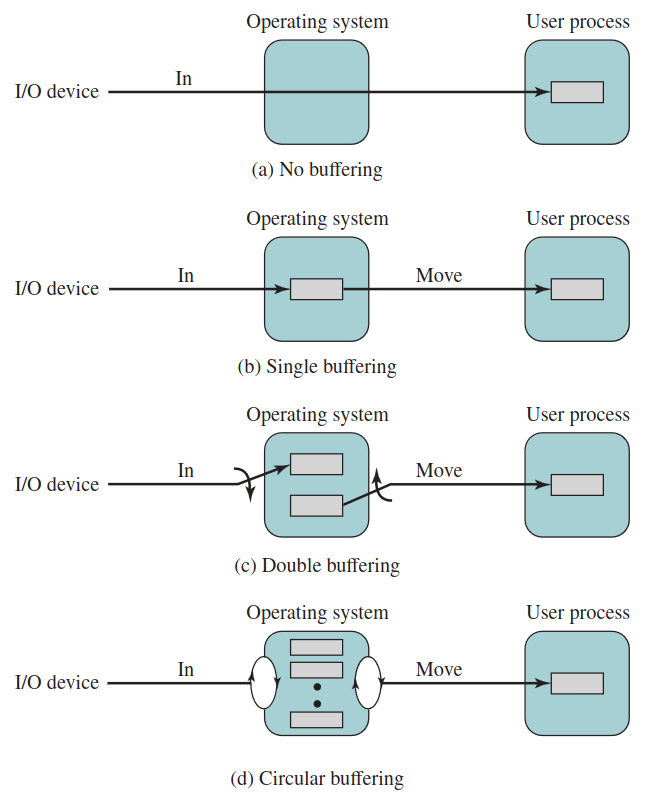 Operating system
User process
I/O device
In
(a) No buffering
Operating system
User process
I/O device
In
Move
(b) Single buffering
Operating system
User process
I/O device
In
Move
(c) Double buffering
Operating system
User process
I/O device
In
Move
(d) Circular buffering